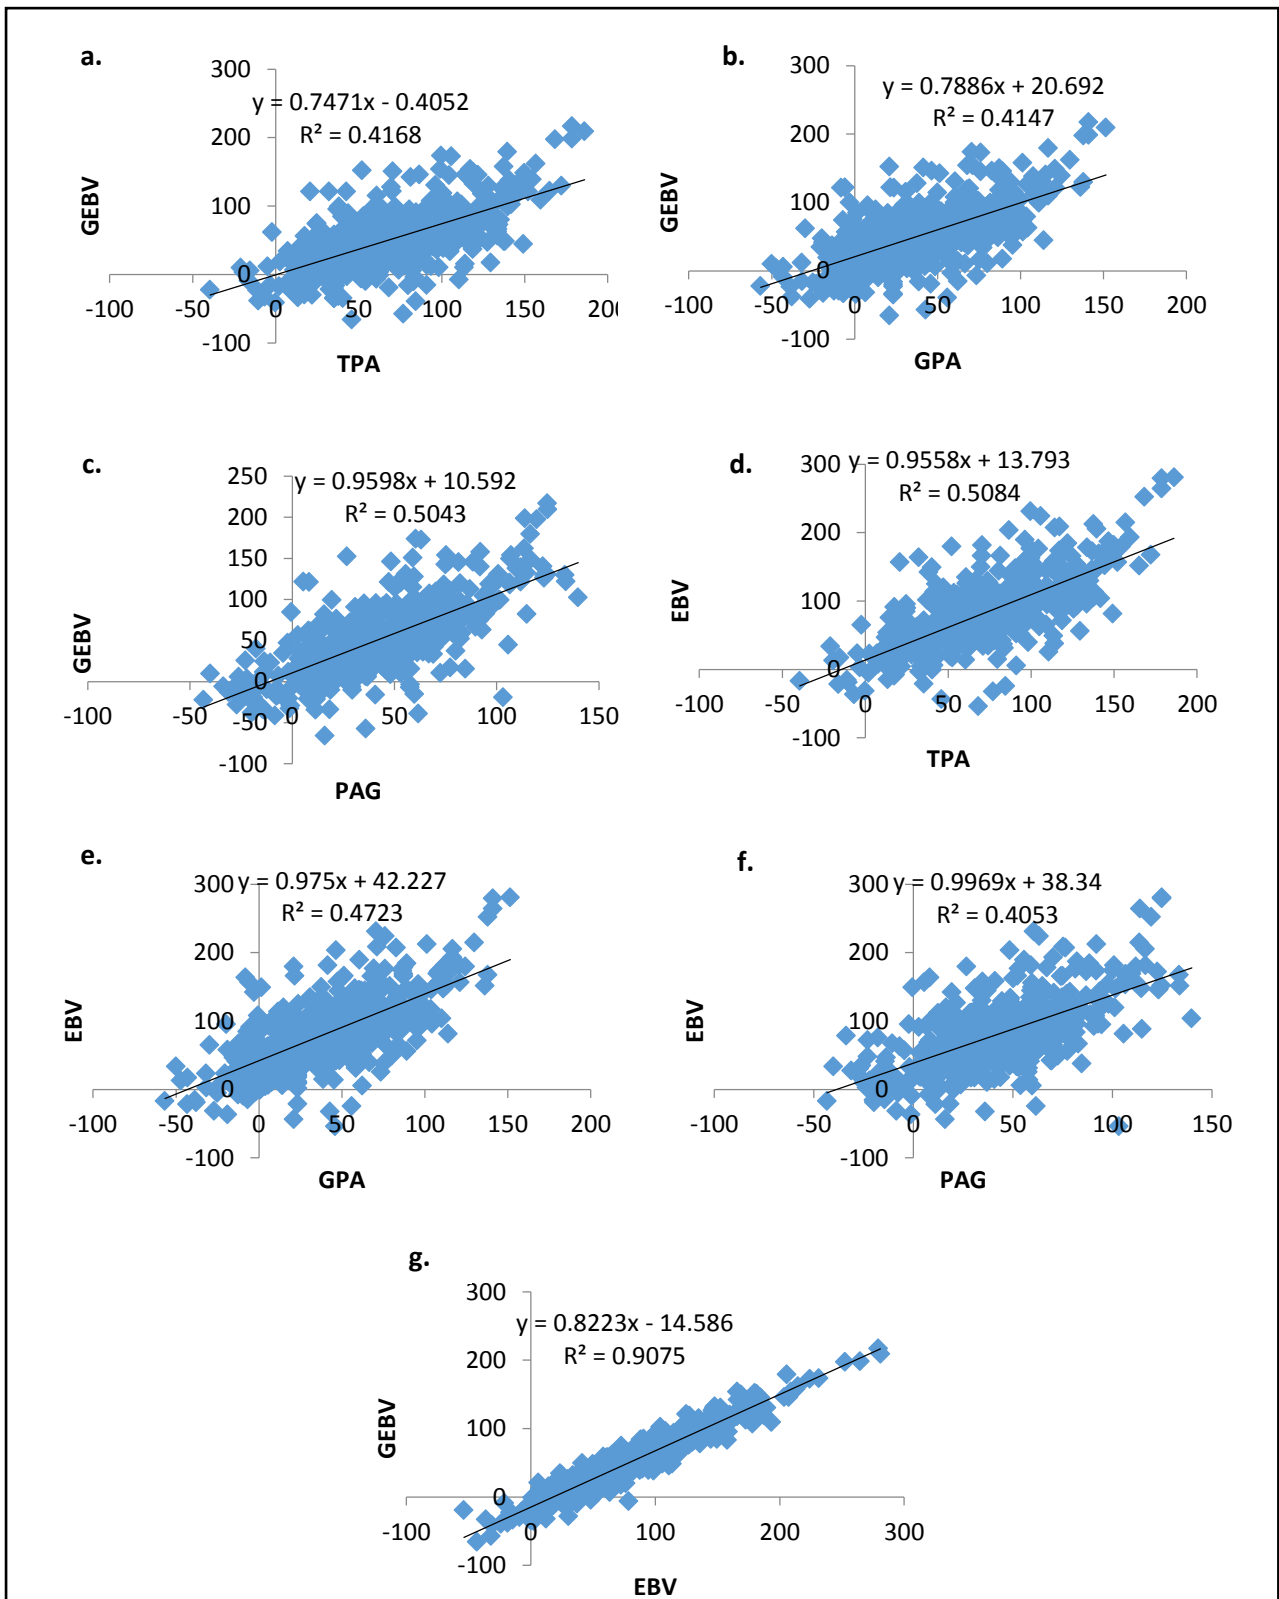 a.
300
200
100
0
-100
-100
-50
0
50
100
150
200
y = 0.7471x - 0.4052
R² = 0.4168
GEBV
TPA
b.
300
200
100
0
-100
-100
-50
0
50
100
150
200
y = 0.7886x + 20.692
R² = 0.4147
GEBV
GPA
c.
250
200
150
100
50
0
-50
-100
-100
-50
0
50
100
150
y = 0.9598x + 10.592
R² = 0.5043
GEBV
PAG
d.
300
200
100
0
-100
-100
-50
0
50
100
150
200
y = 0.9558x + 13.793
R² = 0.5084
EBV
TPA
e.
300
200
100
0
-100
-100
-50
0
50
100
150
200
y = 0.975x + 42.227
R² = 0.4723
EBV
GPA
f.
300
200
100
0
-100
-100
-50
0
50
100
150
y = 0.9969x + 38.34
R² = 0.4053
EBV
PAG
g.
300
200
100
0
-100
-100
0
100
200
300
y = 0.8223x - 14.586
R² = 0.9075
GEBV
EBV